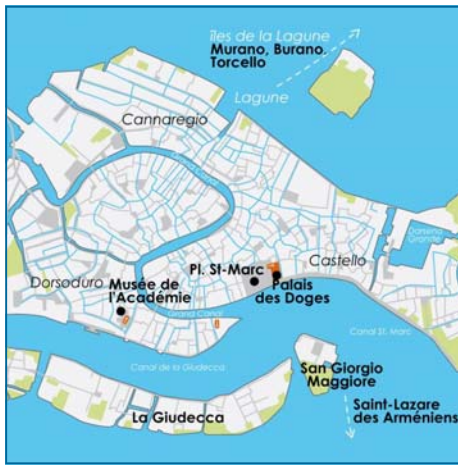 îles de la Lagune
Murano, Burano,
Torcello
Lagune
Cannaregio
Grand Canal
Darsena
Grande
Castello
Pl. St-Marc
Palais
des Doges
Dorsoduro
Musée de
l'Académie
Grand Canal
Canal St. Marc
Canal de la Giudecca
San Giorgio
Maggiore
La Giudecca
Saint-Lazare
des Arméniens